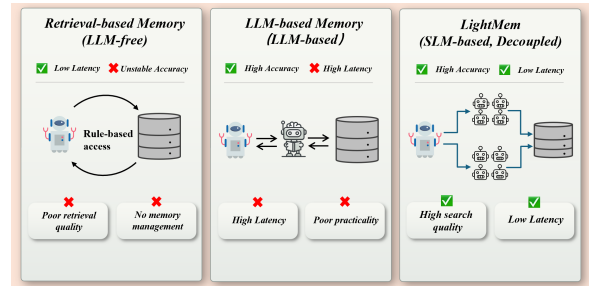 Retrieval-based Memory
(LLM-free)
Low Latency
Unstable Accuracy
Rule-based
access
Poor retrieval
quality
No memory
management
LLM-based Memory
(LLM-based)
High Accuracy
High Latency
High Latency
Poor practicality
LightMem
(SLM-based, Decoupled)
High Accuracy
Low Latency
High search
quality
Low Latency